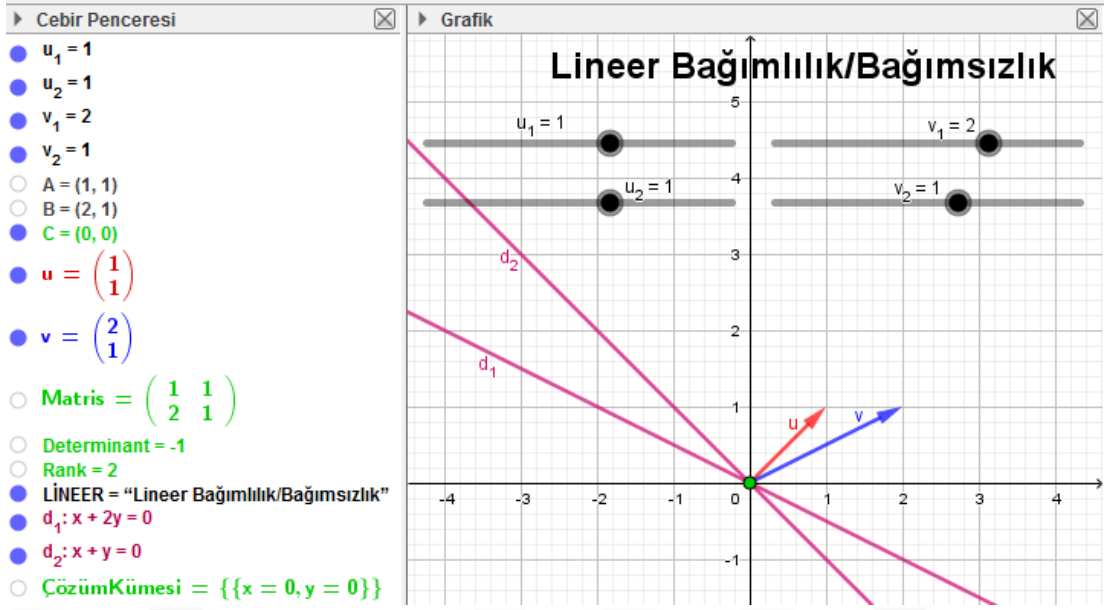 Cebir Penceresi
u₁ = 1
u₂ = 1
v₁ = 2
v₂ = 1
A = (1, 1)
B = (2, 1)
C = (0, 0)
u = (1 1)
v = (2 1)
Matris = (1 1
2 1)
Determinant = -1
Rank = 2
LİNEER = “Lineer Bağımlılık/Bağımsızlık”
d₁: x + 2y = 0
d₂: x + y = 0
ÇözümKümesi = {{x = 0, y = 0}}
Grafik
Lineer Bağımlılık/Bağımsızlık
u₁ = 1
v₁ = 2
u₂ = 1
v₂ = 1
5
4
3
2
1
-1
-4 -3 -2 -1 0 1 2 3 4
d₂
d₁
u
v